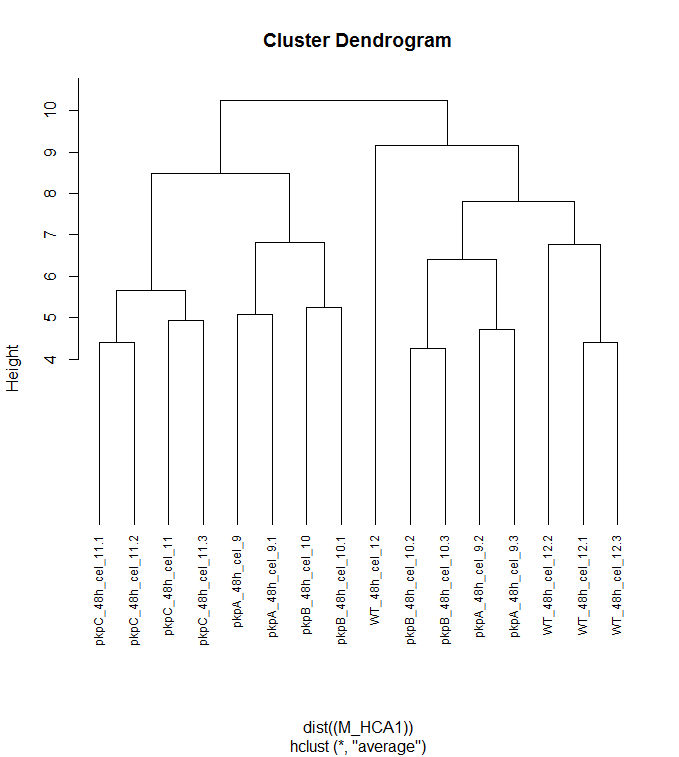 Cluster Dendrogram
10
9
8
7
6
5
4
Height
pkpC_48h_cel_11.1
pkpC_48h_cel_11.2
pkpC_48h_cel_11
pkpC_48h_cel_11.3
pkpA_48h_cel_9
pkpA_48h_cel_9.1
pkpB_48h_cel_10
pkpB_48h_cel_10.1
WT_48h_cel_12
pkpB_48h_cel_10.2
pkpB_48h_cel_10.3
pkpA_48h_cel_9.2
pkpA_48h_cel_9.3
WT_48h_cel_12.2
WT_48h_cel_12.1
WT_48h_cel_12.3
dist((M_HCA1))
hclust (*, "average")